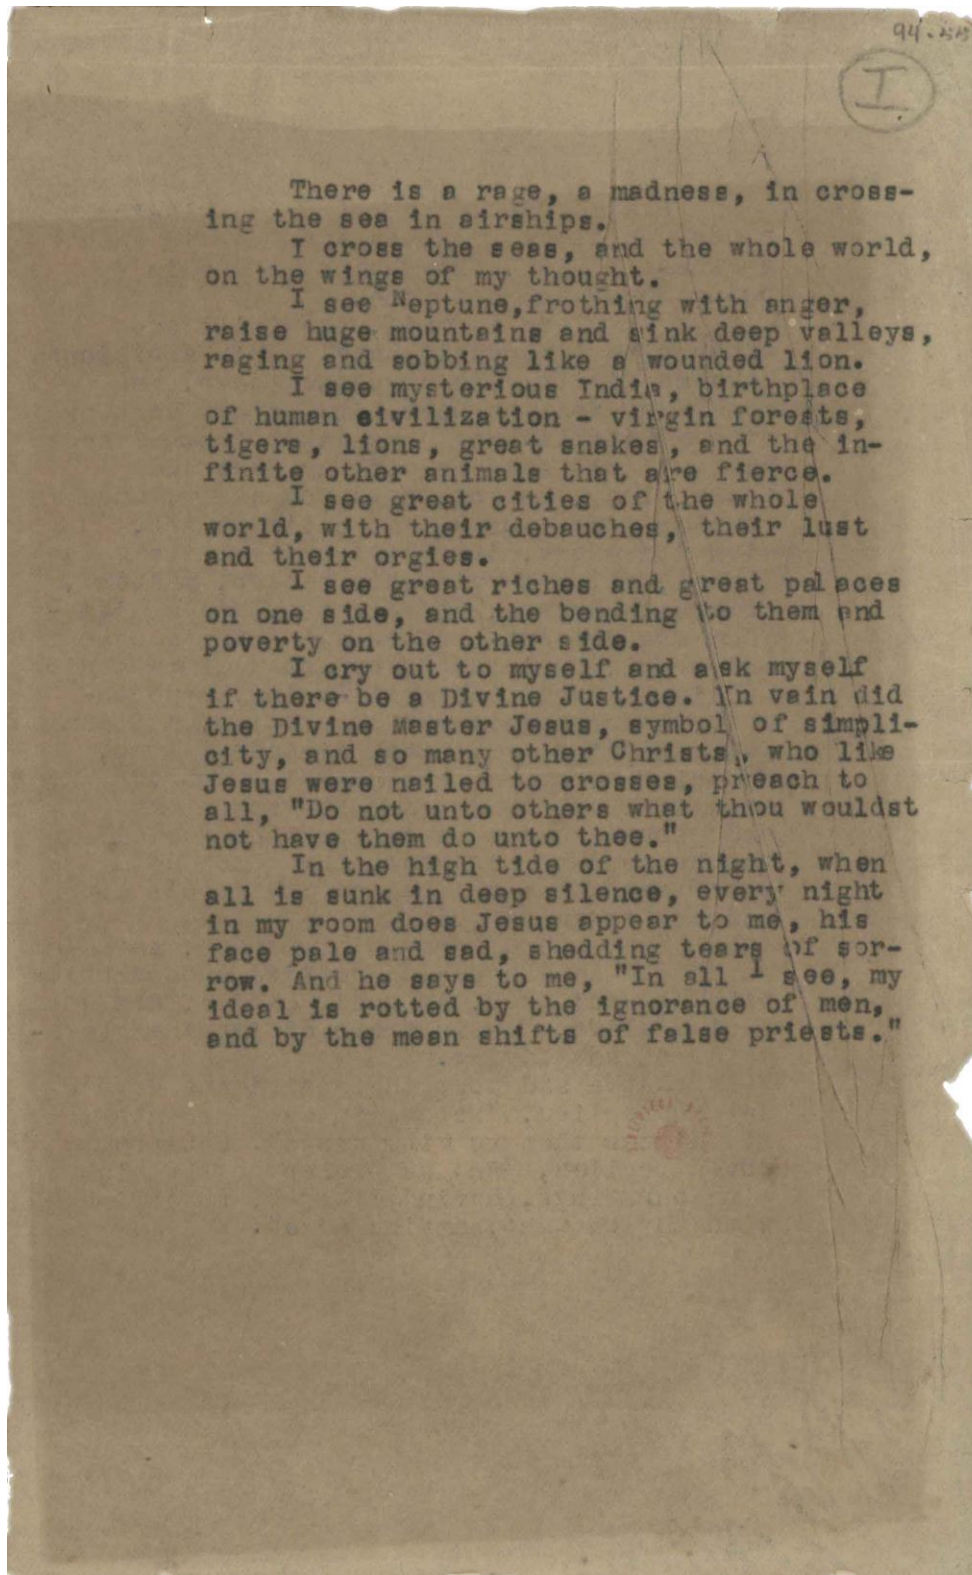 94-55
I
There is a rage, a madness, in cross-
ing the sea in airships.
I cross the seas, and the whole world,
on the wings of my thought.
I see Neptune,frothing with anger,
raise huge mountains and sink deep valleys,
raging and sobbing like a wounded lion.
I see mysterious India, birthplace
of human civilization - virgin forests,
tigers, lions, great snakes, and the in-
finite other animals that are fierce.
I see great cities of the whole
world, with their debauches, their lust
and their orgies.
I see great riches and great palaces
on one side, and the bending to them and
poverty on the other side.
I cry out to myself and ask myself
if there be a Divine Justice. In vain did
the Divine Master Jesus, symbol of simpli-
city, and so many other Christs, who like
Jesus were nailed to crosses, preach to
all, "Do not unto others what thou wouldst
not have them do unto thee."
In the high tide of the night, when
all is sunk in deep silence, every night
in my room does Jesus appear to me, his
face pale and sad, shedding tears of sor-
row. And he says to me, "In all I see, my
ideal is rotted by the ignorance of men,
and by the mean shifts of false priests."